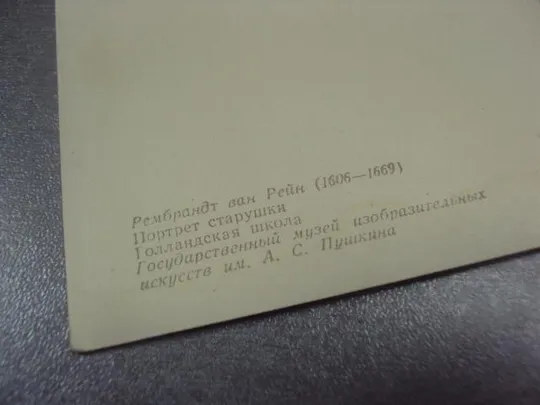 Рембрандт ван Рейн (1606—1669)
Портрет старушки
Голландская школа
Государственный музей изобразительных
искусств им. А. С. Пушкина